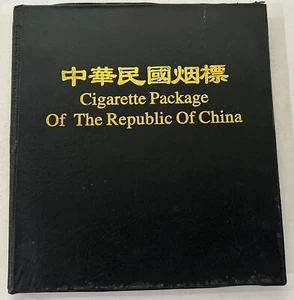 中華民國烟標
Cigarette Package
Of The Republic Of China